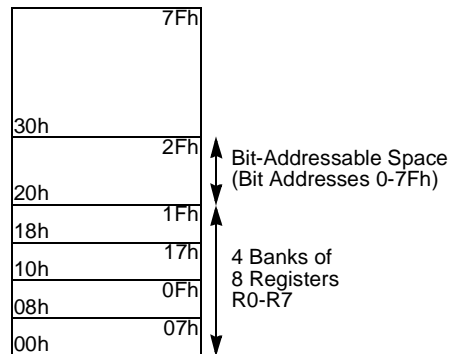 7Fh
30h
2Fh
Bit-Addressable Space
(Bit Addresses 0-7Fh)
20h
1Fh
18h
17h
10h
4 Banks of
8 Registers
R0-R7
0Fh
08h
07h
00h